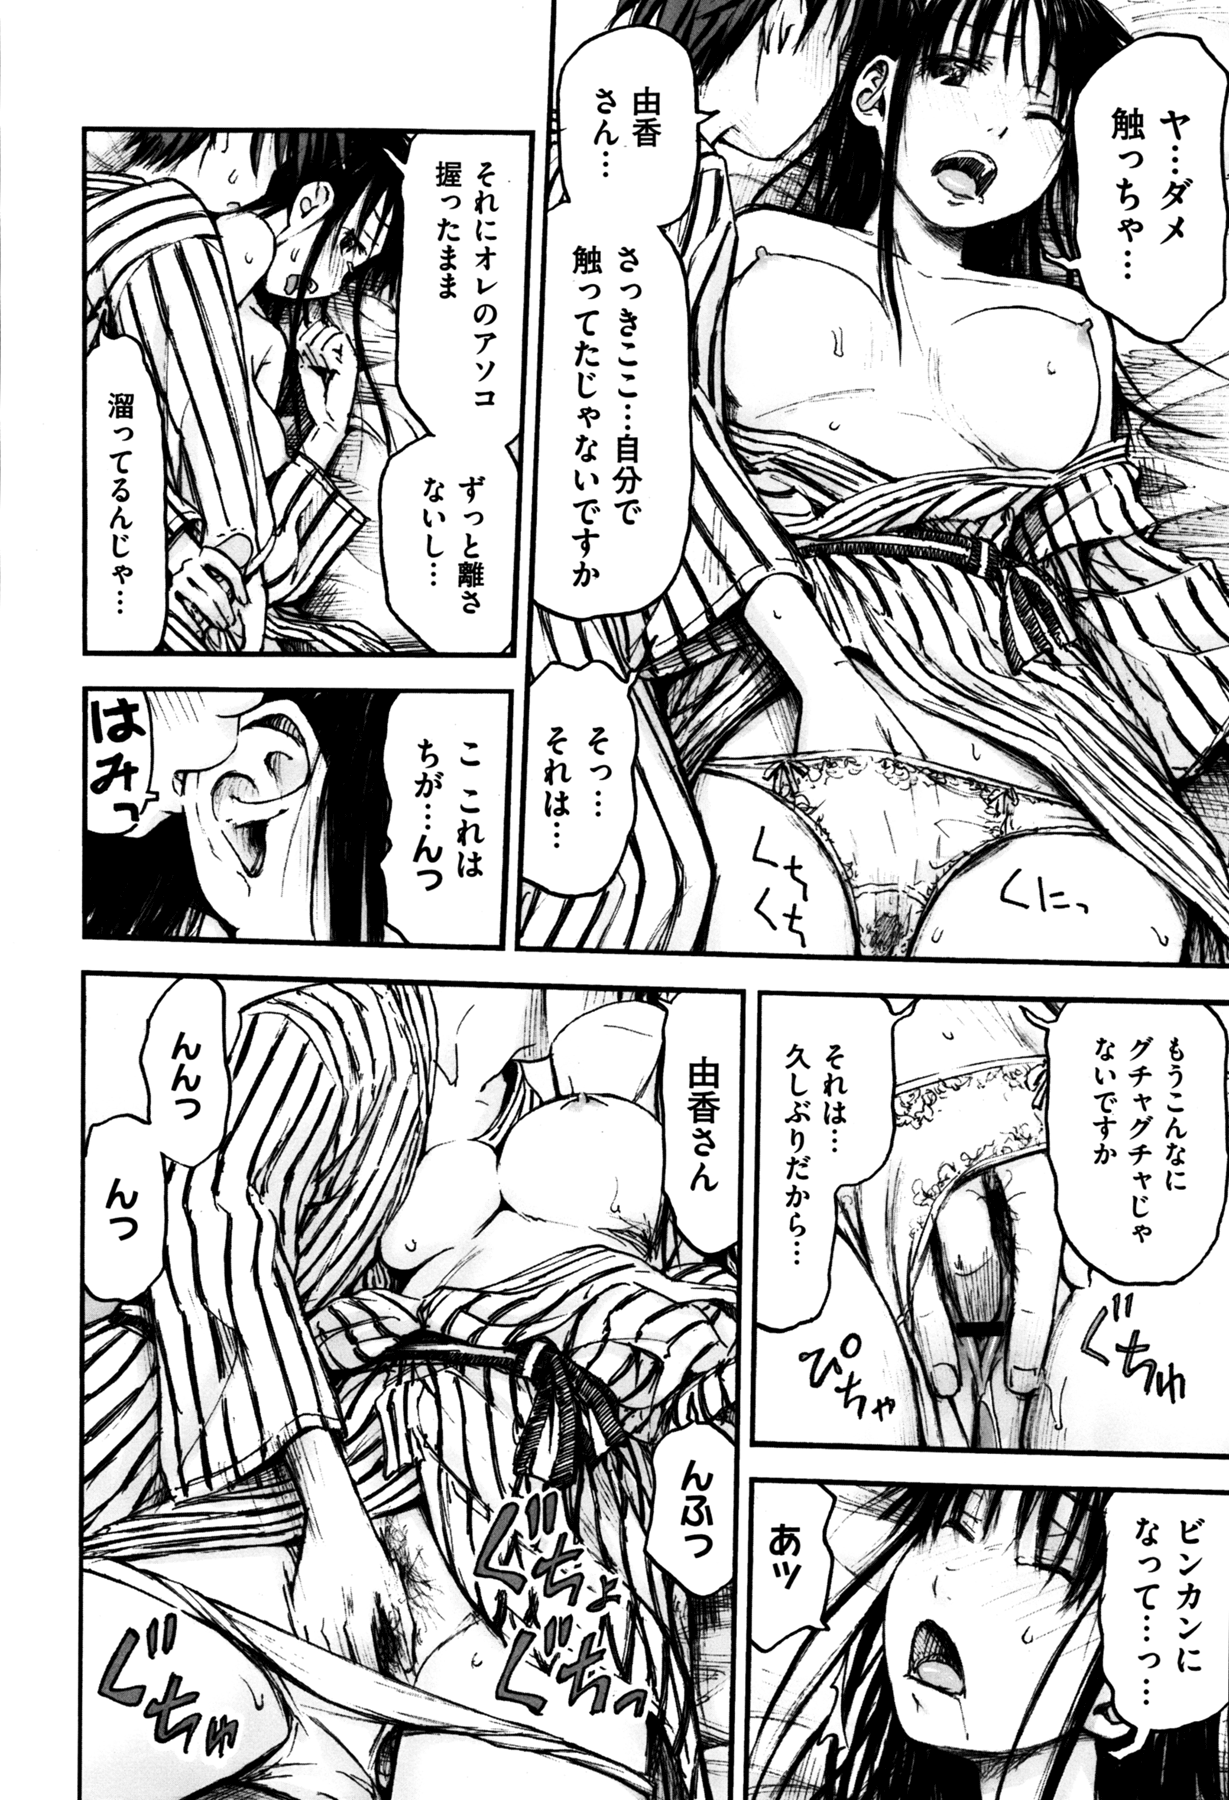 ヤ…ダメ
触っちゃ…
由香
さん…
さっきここ…自分で
触ってたじゃないですか
そっ…
それは…
くにっ
くちくち
それにオレのアソコ
握ったまま
ずっと離さ
ないし…
溜ってるんじゃ…
こ これは
ちが…んっ
はみっ
もうこんなに
グチャグチャじゃ
ないですか
それは…
久しぶりだから…
ぐちゅ
ぴちゃ
ビンカンに
なって…っ…
あッ
由香さん
んんっ
んっ
んふっ
ぐちょ
ぐちっ
ぐちゅ